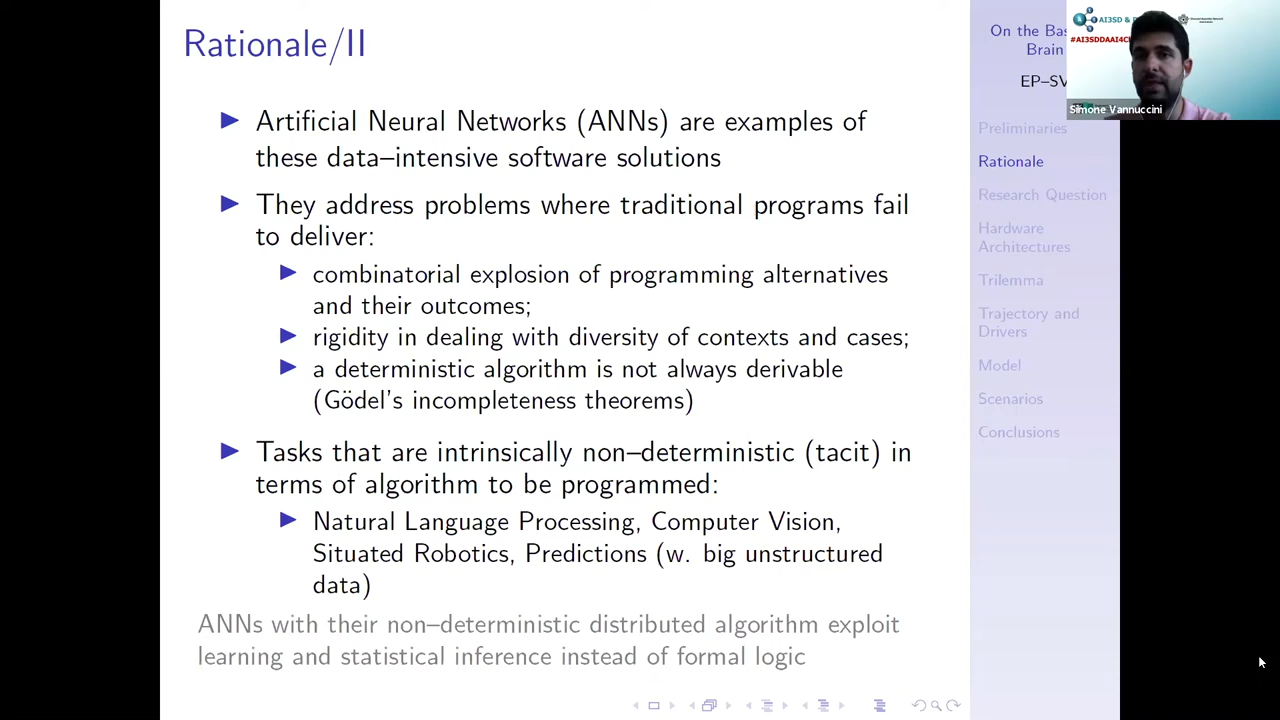 Rationale/II
▶ Artificial Neural Networks (ANNs) are examples of
these data–intensive software solutions
▶ They address problems where traditional programs fail
to deliver:
▶ combinatorial explosion of programming alternatives
and their outcomes;
▶ rigidity in dealing with diversity of contexts and cases;
▶ a deterministic algorithm is not always derivable
(Gödel's incompleteness theorems)
▶ Tasks that are intrinsically non–deterministic (tacit) in
terms of algorithm to be programmed:
▶ Natural Language Processing, Computer Vision,
Situated Robotics, Predictions (w. big unstructured
data)
ANNs with their non–deterministic distributed algorithm exploit
learning and statistical inference instead of formal logic
On the Bas
Brain
EP–SV
Preliminaries
Rationale
Research Question
Hardware
Architectures
Trilemma
Trajectory and
Drivers
Model
Scenarios
Conclusions
AI3SD &
#AI3SDDAAI4C
Simone Vannuccini